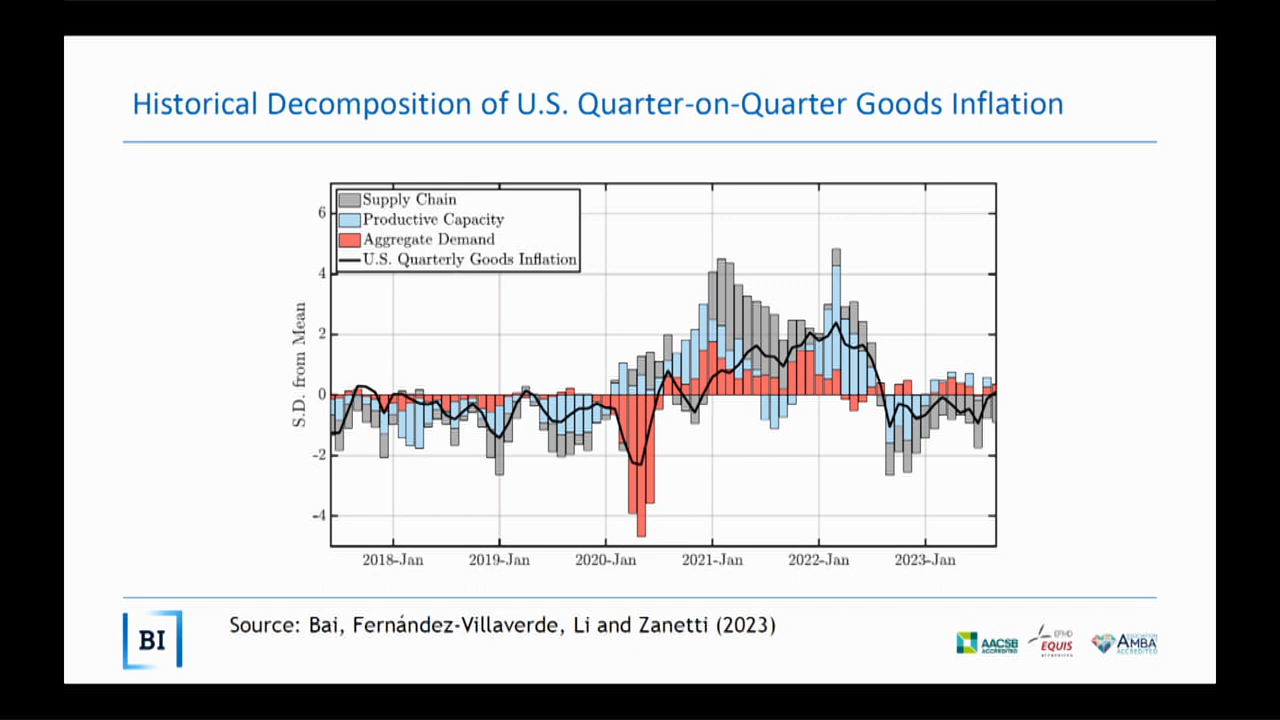 Historical Decomposition of U.S. Quarter-on-Quarter Goods Inflation
Supply Chain
Productive Capacity
Aggregate Demand
U.S. Quarterly Goods Inflation
S.D. from Mean
6
4
2
0
-2
-4
2018-Jan
2019-Jan
2020-Jan
2021-Jan
2022-Jan
2023-Jan
Source: Bai, Fernández-Villaverde, Li and Zanetti (2023)
BI
AACSB
ACCREDITED
EFMD
EQUIS
ACCREDITED
ASSOCIATION
AMBA
ACCREDITED